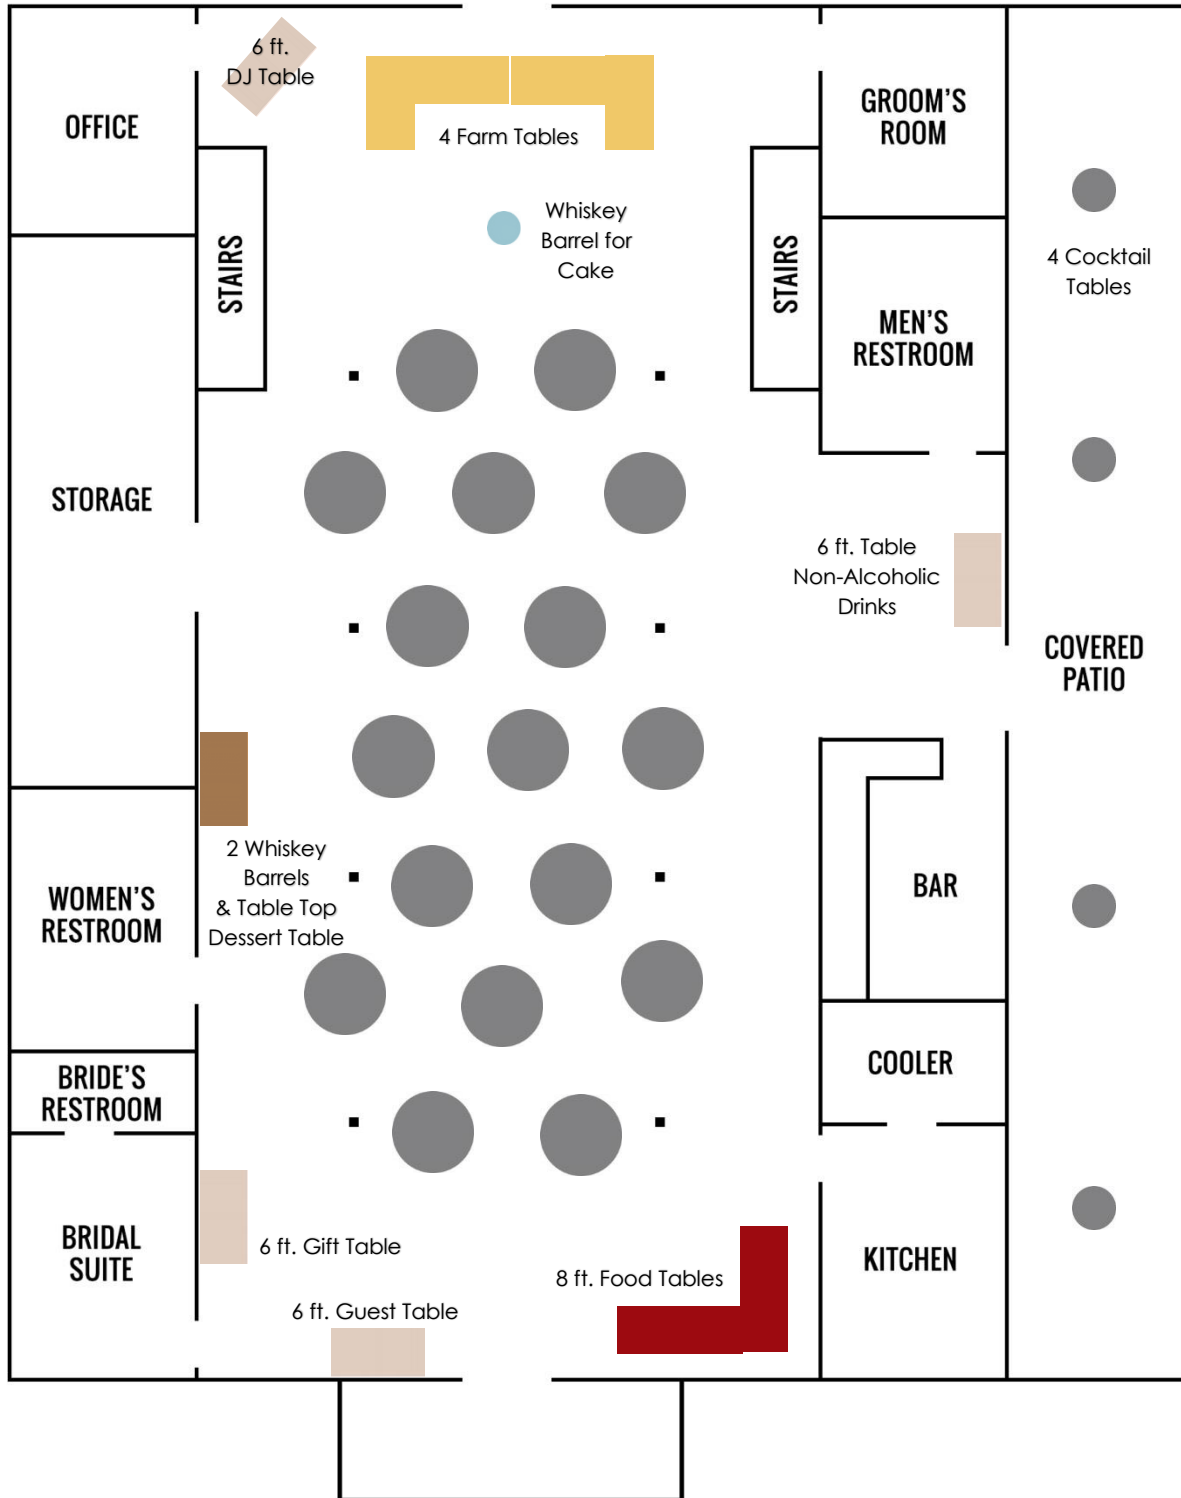 6 ft.
DJ Table
OFFICE
4 Farm Tables
GROOM'S
ROOM
STAIRS
Whiskey
Barrel for
Cake
STAIRS
4 Cocktail
Tables
MEN'S
RESTROOM
STORAGE
6 ft. Table
Non-Alcoholic
Drinks
COVERED
PATIO
2 Whiskey
Barrels
& Table Top
Dessert Table
WOMEN'S
RESTROOM
BAR
COOLER
BRIDE'S
RESTROOM
BRIDAL
SUITE
6 ft. Gift Table
8 ft. Food Tables
KITCHEN
6 ft. Guest Table